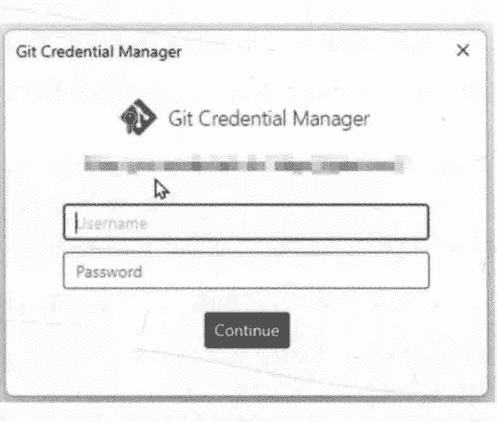 Git Credential Manager
Git Credential Manager
Username
Password
Continue